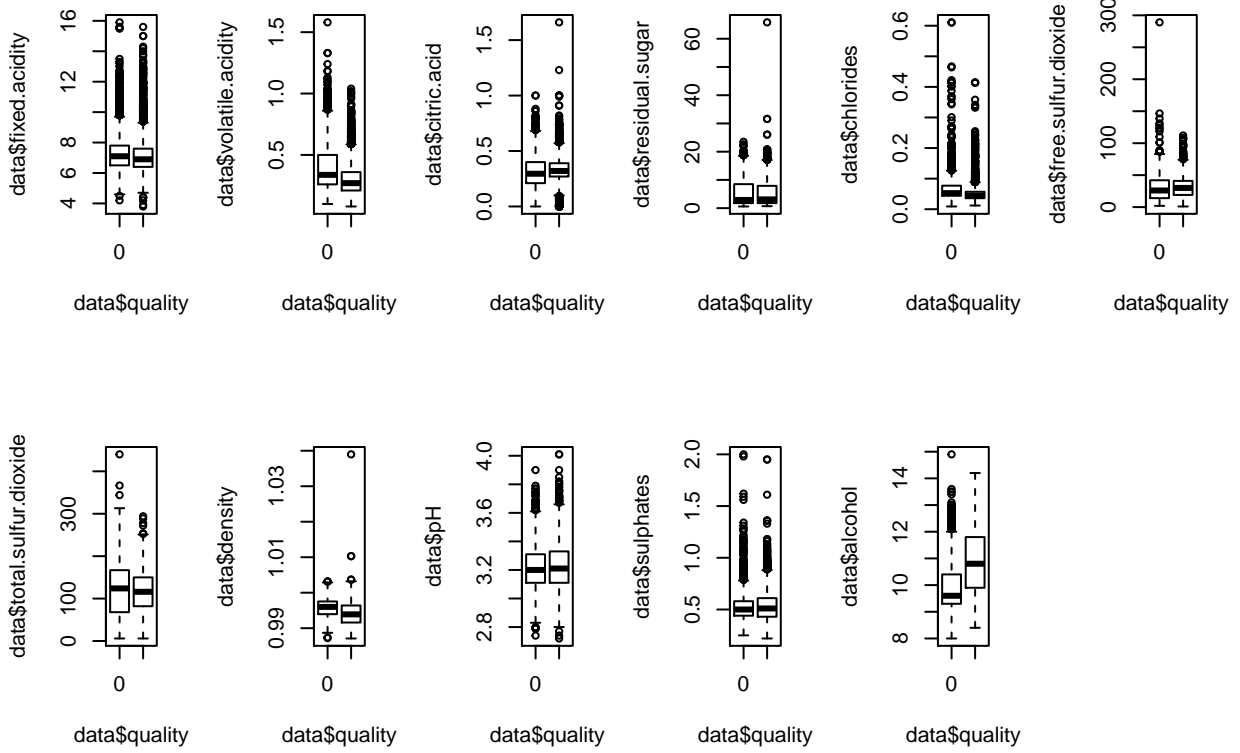 data$fixed.acidity
4 6 8 12 16
0
data$quality
data$volatile.acidity
0.5 1.0 1.5
0
data$quality
data$citric.acid
0.0 0.5 1.0 1.5
0
data$quality
data$residual.sugar
0 20 40 60
0
data$quality
data$chlorides
0.0 0.2 0.4 0.6
0
data$quality
data$free.sulfur.dioxide
0 100 200 300
0
data$quality
data$total.sulfur.dioxide
0 100 300
0
data$quality
data$density
0.99 1.01 1.03
0
data$quality
data$pH
2.8 3.2 3.6 4.0
0
data$quality
data$sulphates
0.5 1.0 1.5 2.0
0
data$quality
data$alcohol
8 10 12 14
0
data$quality